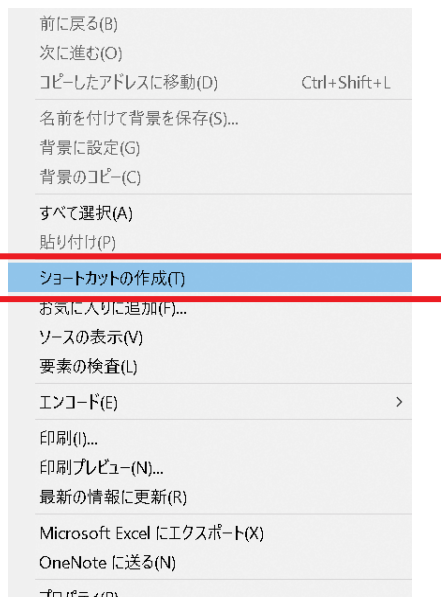 前に戻る(B)
次に進む(O)
コピーしたアドレスに移動(D) Ctrl+Shift+L
名前を付けて背景を保存(S)...
背景に設定(G)
背景のコピー(C)
すべて選択(A)
貼り付け(P)
ショートカットの作成(T)
お気に入りに追加(F)...
ソースの表示(V)
要素の検査(L)
エンコード(E)
印刷(I)...
印刷プレビュー(N)...
最新の情報に更新(R)
Microsoft Excel にエクスポート(X)
OneNote に送る(N)
プロパティ(P)